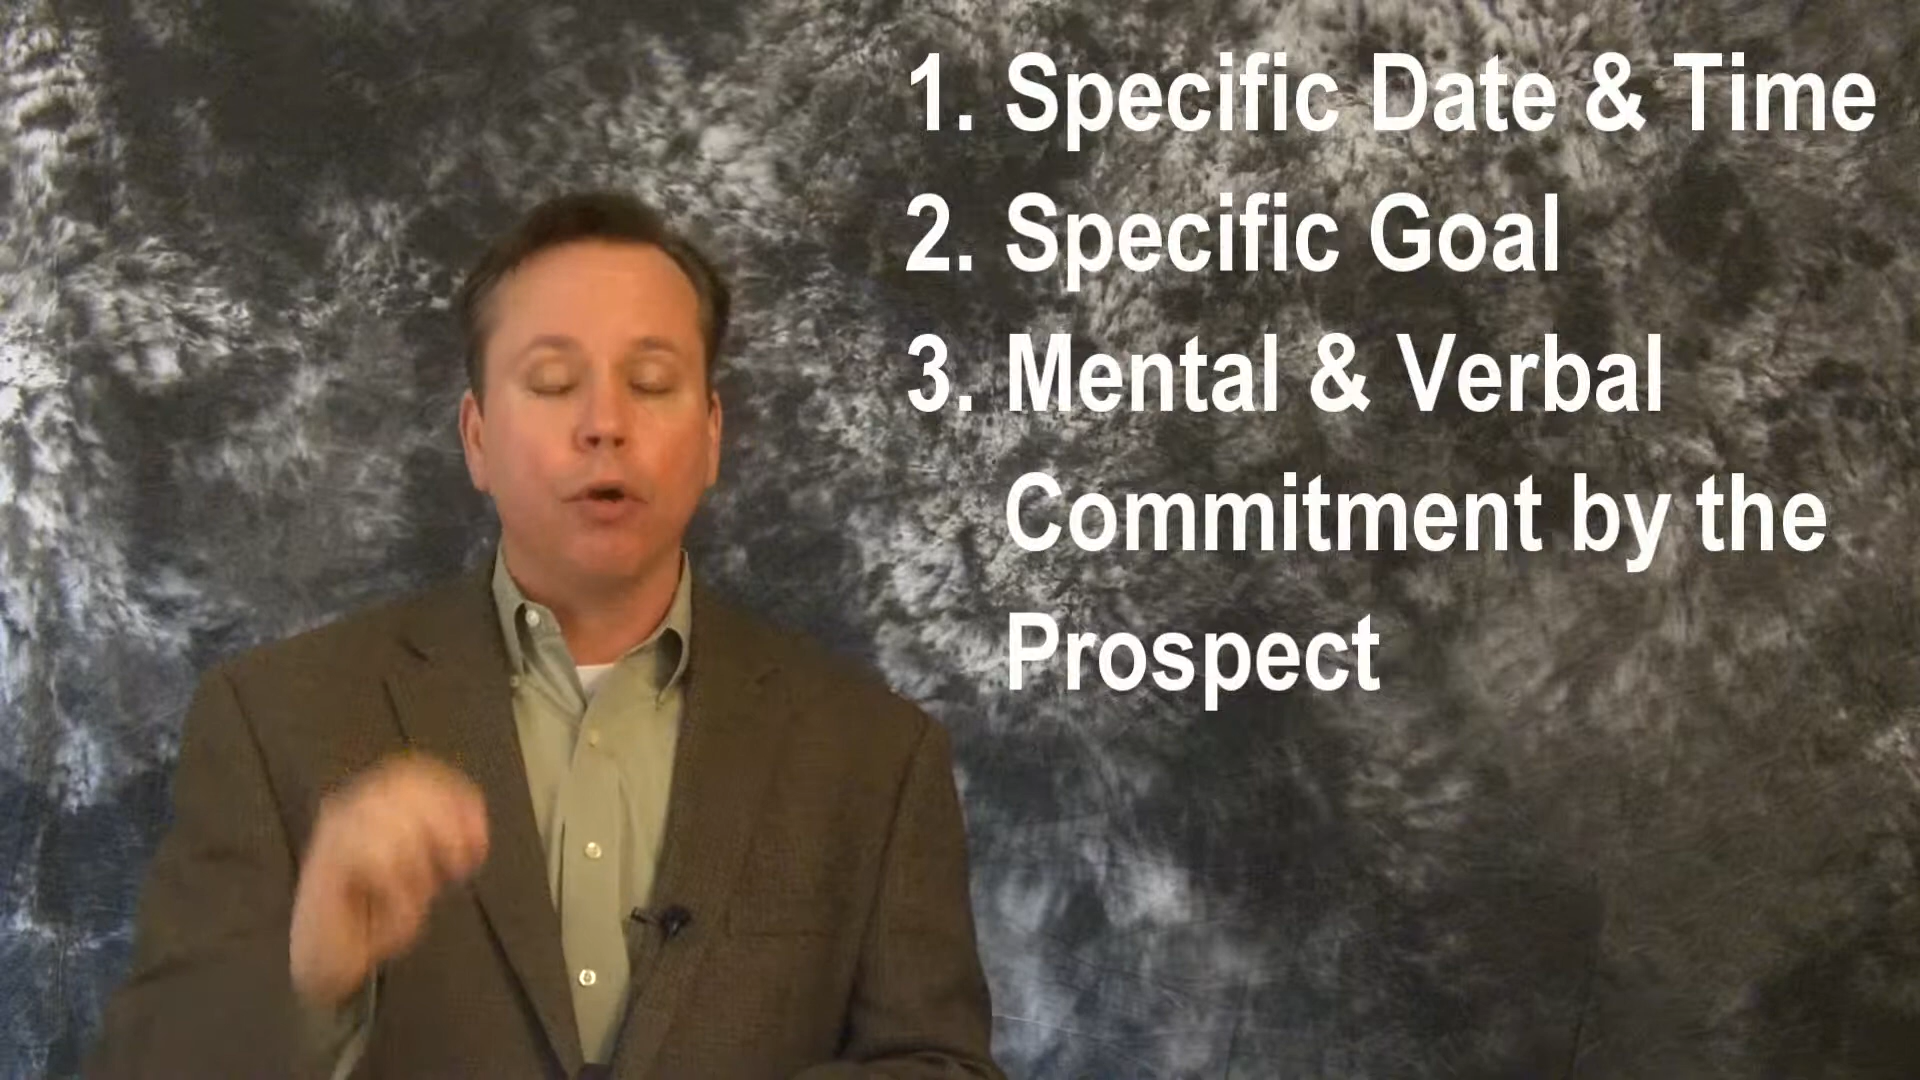 1. Specific Date & Time
2. Specific Goal
3. Mental & Verbal
Commitment by the
Prospect